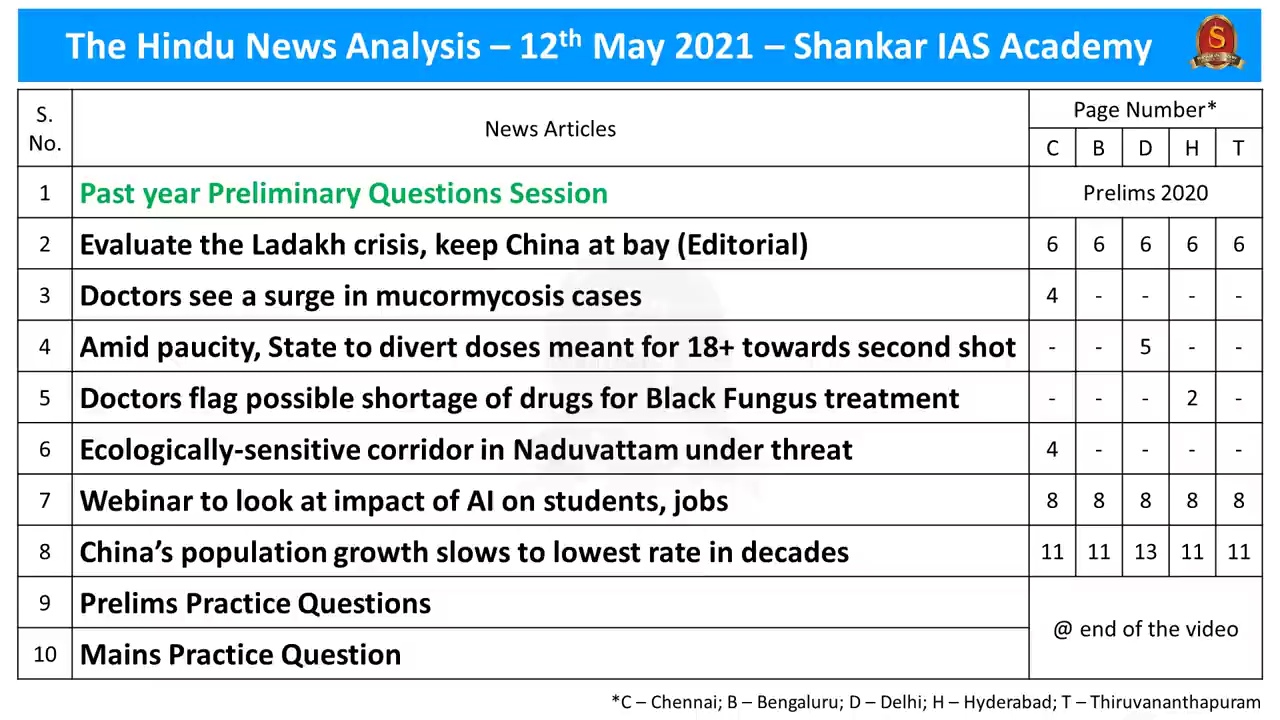 The Hindu News Analysis – 12th May 2021 – Shankar IAS Academy
S. No. News Articles Page Number*
C B D H T
1 Past year Preliminary Questions Session Prelims 2020
2 Evaluate the Ladakh crisis, keep China at bay (Editorial) 6 6 6 6 6
3 Doctors see a surge in mucormycosis cases 4 - - - -
4 Amid paucity, State to divert doses meant for 18+ towards second shot - - 5 - -
5 Doctors flag possible shortage of drugs for Black Fungus treatment - - - 2 -
6 Ecologically-sensitive corridor in Naduvattam under threat 4 - - - -
7 Webinar to look at impact of AI on students, jobs 8 8 8 8 8
8 China’s population growth slows to lowest rate in decades 11 11 13 11 11
9 Prelims Practice Questions @ end of the video
10 Mains Practice Question
*C – Chennai; B – Bengaluru; D – Delhi; H – Hyderabad; T – Thiruvananthapuram